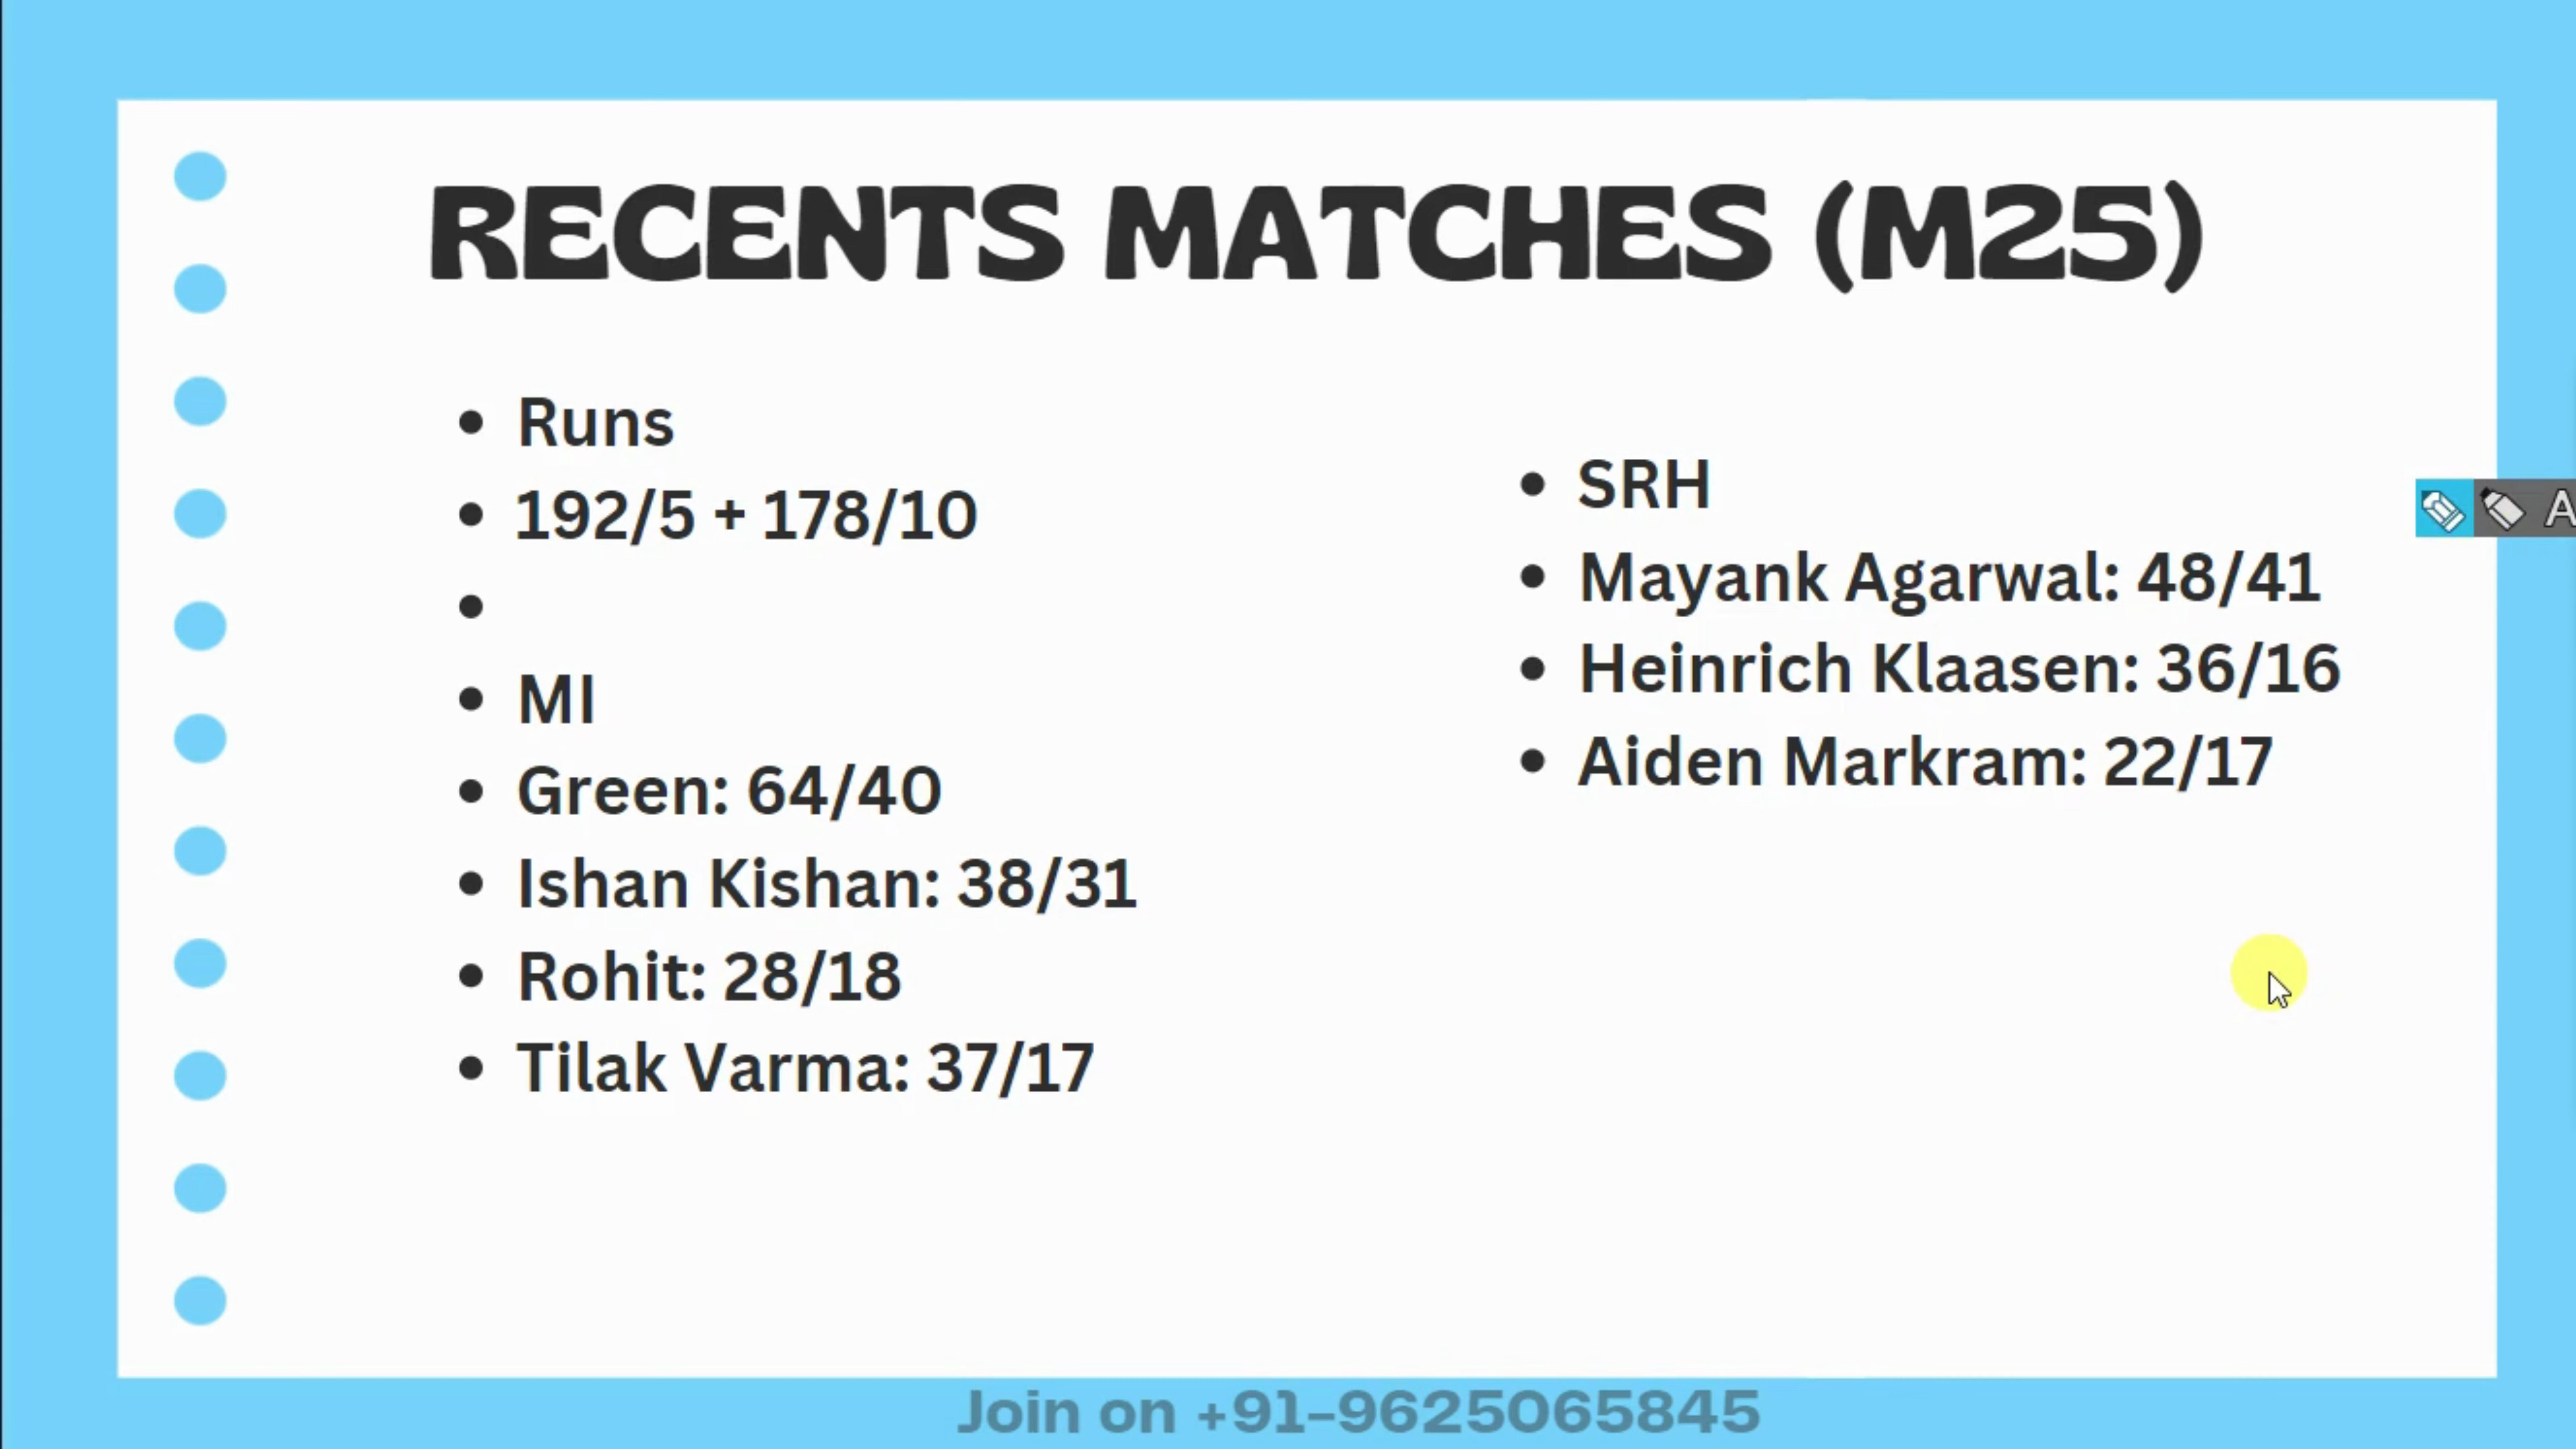 RECENTS MATCHES (M25)
Runs
192/5 + 178/10
MI
Green: 64/40
Ishan Kishan: 38/31
Rohit: 28/18
Tilak Varma: 37/17
SRH
Mayank Agarwal: 48/41
Heinrich Klaasen: 36/16
Aiden Markram: 22/17
A
Join on +91-9625065845